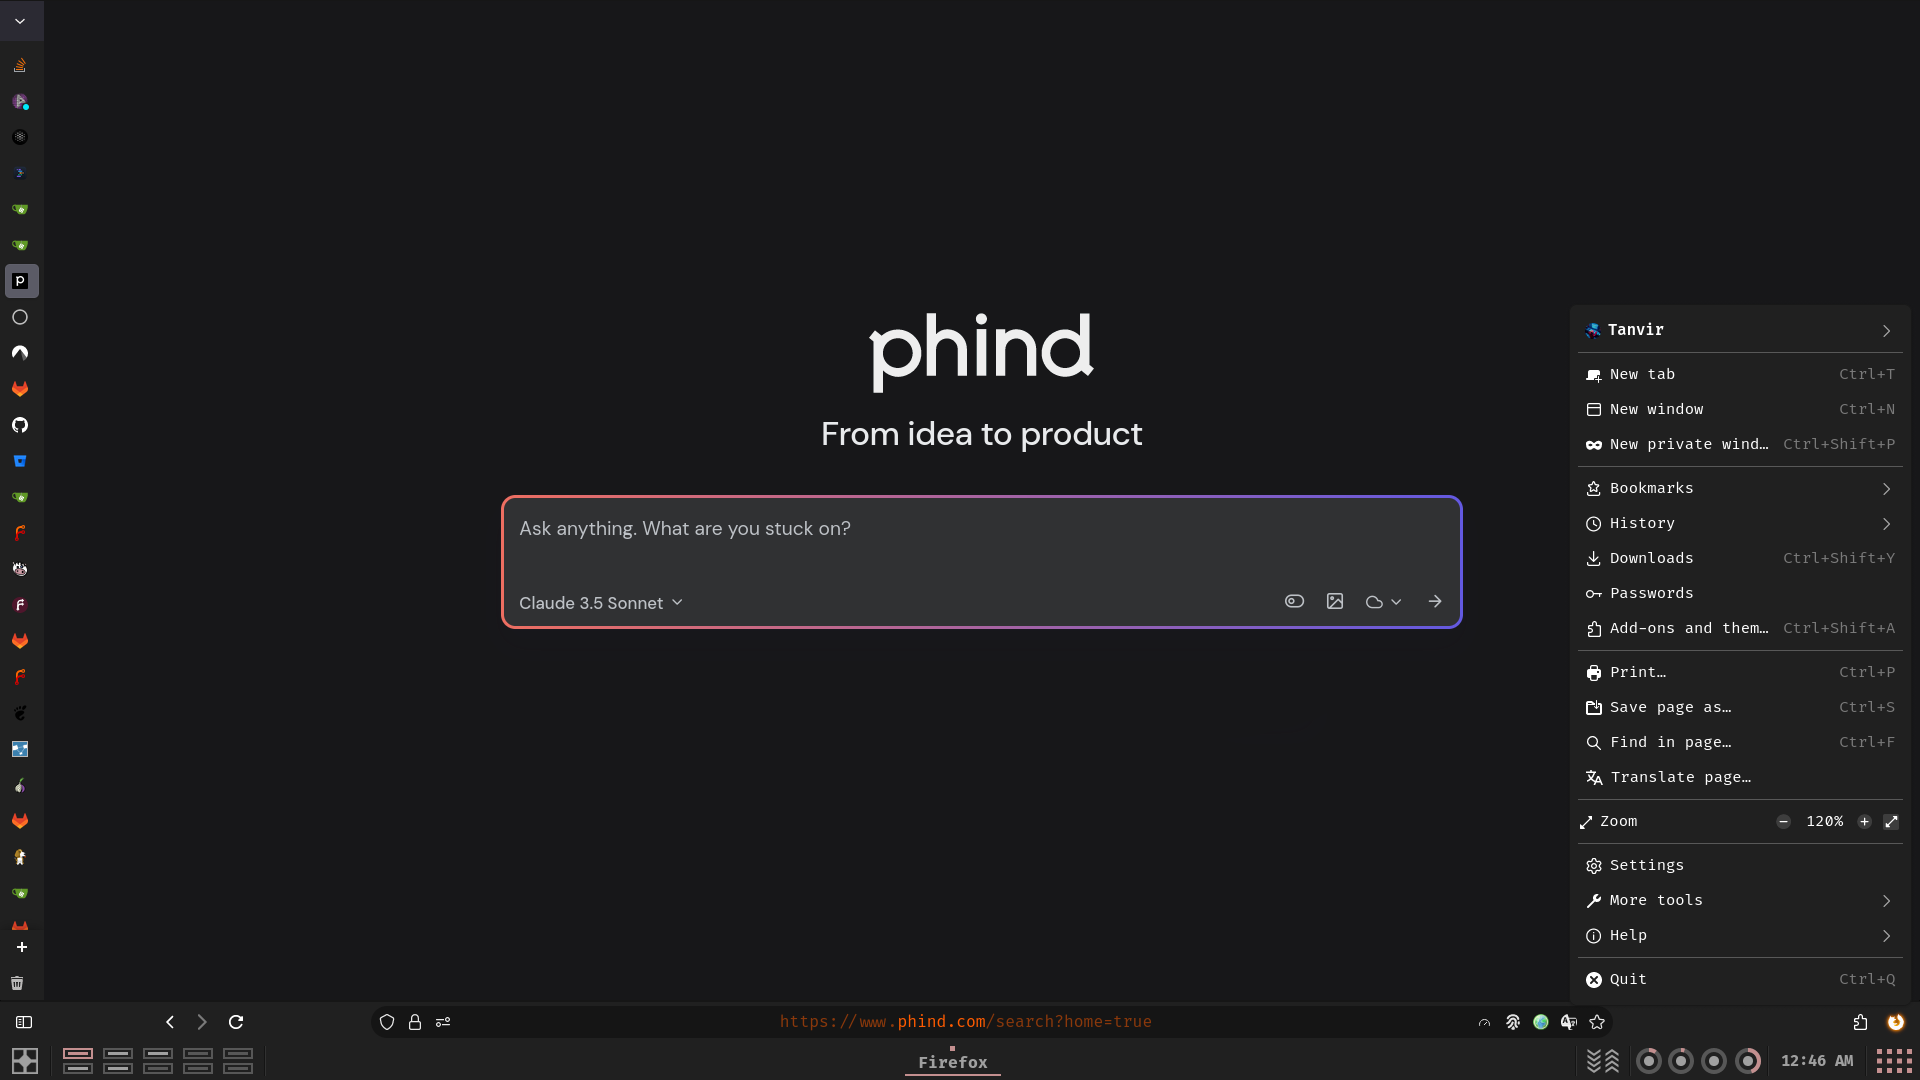 phind
From idea to product
Ask anything. What are you stuck on?
Claude 3.5 Sonnet
Tanvir
New tab Ctrl+T
New window Ctrl+N
New private wind… Ctrl+Shift+P
Bookmarks
History
Downloads Ctrl+Shift+Y
Passwords
Add-ons and them… Ctrl+Shift+A
Print… Ctrl+P
Save page as… Ctrl+S
Find in page… Ctrl+F
Translate page…
Zoom 120%
Settings
More tools
Help
Quit Ctrl+Q
https://www.phind.com/search?home=true
Firefox
12:46 AM